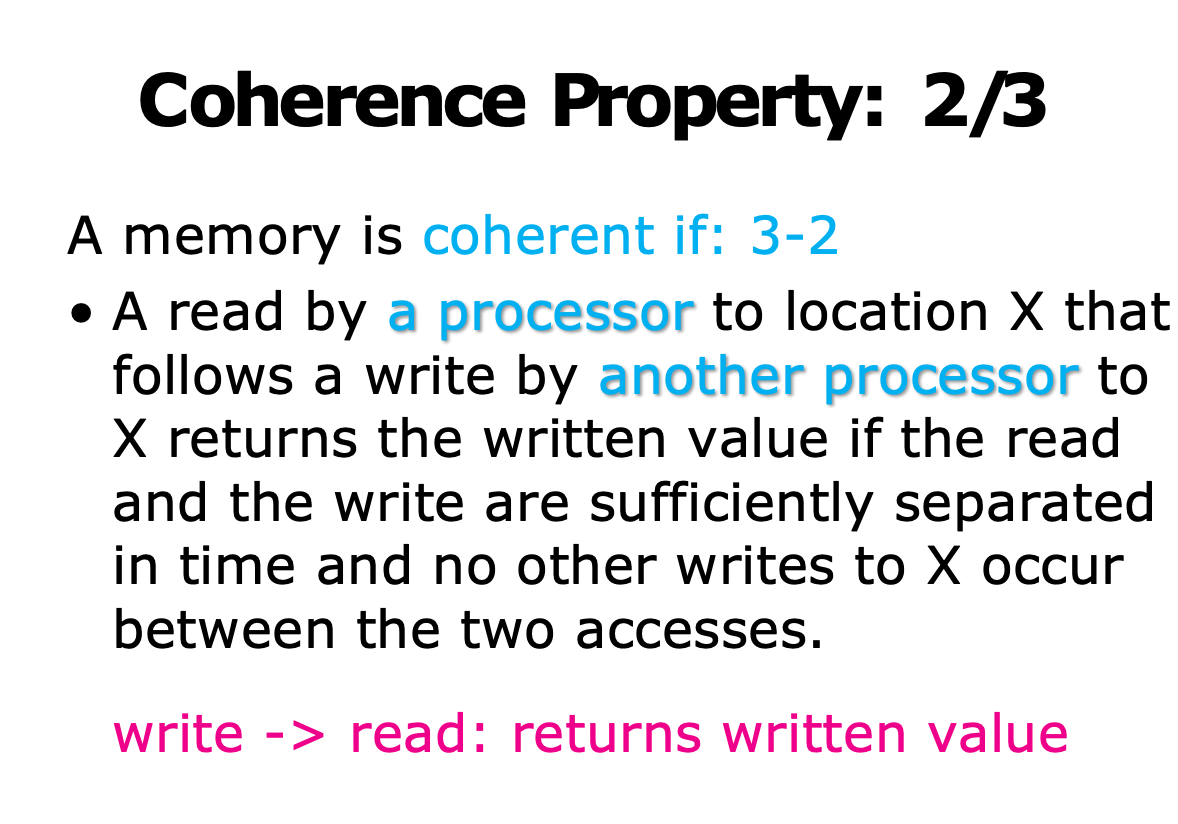 Coherence Property: 2/3
A memory is coherent if: 3-2
• A read by a processor to location X that
follows a write by another processor to
X returns the written value if the read
and the write are sufficiently separated
in time and no other writes to X occur
between the two accesses.
write -> read: returns written value